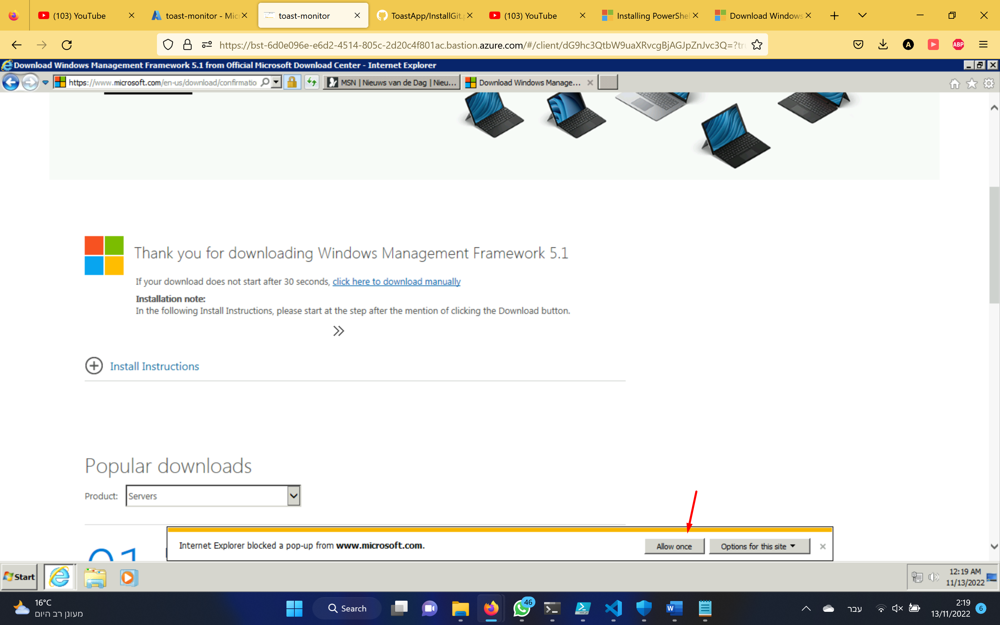 (103) YouTube
toast-monitor - Mic
toast-monitor
ToastApp/InstallGit.p
(103) YouTube
Installing PowerShel
Download Windows
https://bst-6d0e096e-e6d2-4514-805c-2d20c4f801ac.bastion.azure.com/#/client/dG9hc3QtbW9uaXRvcgBjAGJpZnJvc3Q=?tru
A
ABP
Download Windows Management Framework 5.1 from Official Microsoft Download Center - Internet Explorer
https://www.microsoft.com/en-us/download/confirmatio
MSN | Nieuws van de Dag | Nieu...
Download Windows Manage...
Thank you for downloading Windows Management Framework 5.1
If your download does not start after 30 seconds, click here to download manually
Installation note:
In the following Install Instructions, please start at the step after the mention of clicking the Download button.
Install Instructions
Popular downloads
Product:
Servers
01
Internet Explorer blocked a pop-up from www.microsoft.com.
Allow once
Options for this site
Start
12:19 AM
11/13/2022
16°C
מעונן רב היום
Search
46
W
עבר
2:19
13/11/2022
6